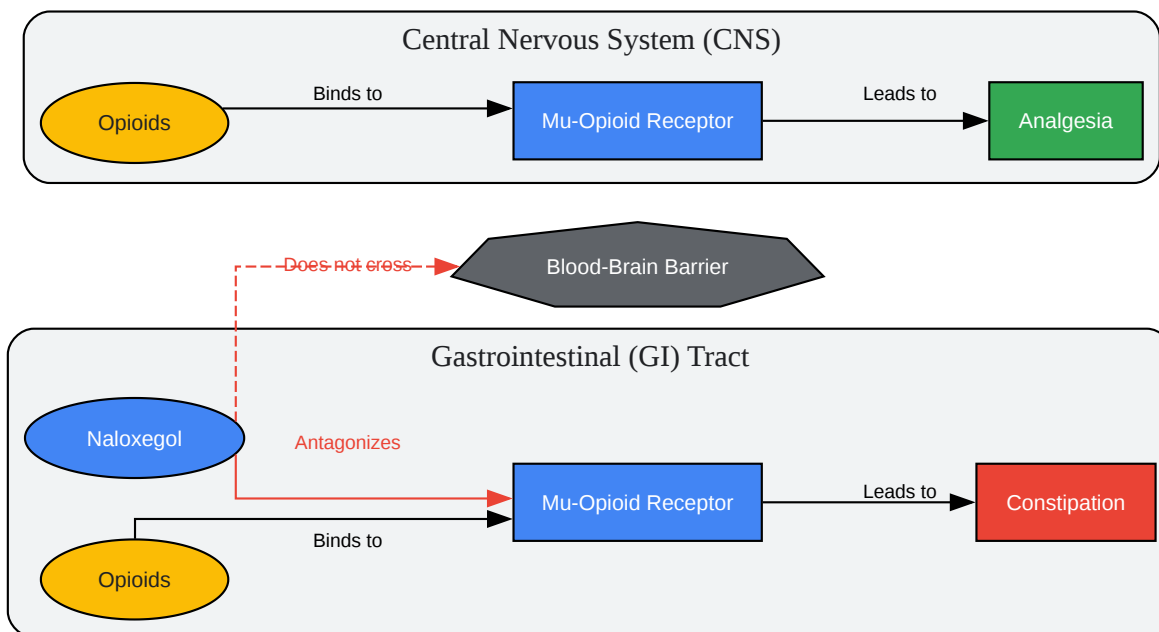 Central Nervous System (CNS)
Opioids
Binds to
Mu-Opioid Receptor
Leads to
Analgesia
Does not cross
Blood-Brain Barrier
Gastrointestinal (GI) Tract
Naloxegol
Antagonizes
Mu-Opioid Receptor
Leads to
Constipation
Binds to
Opioids